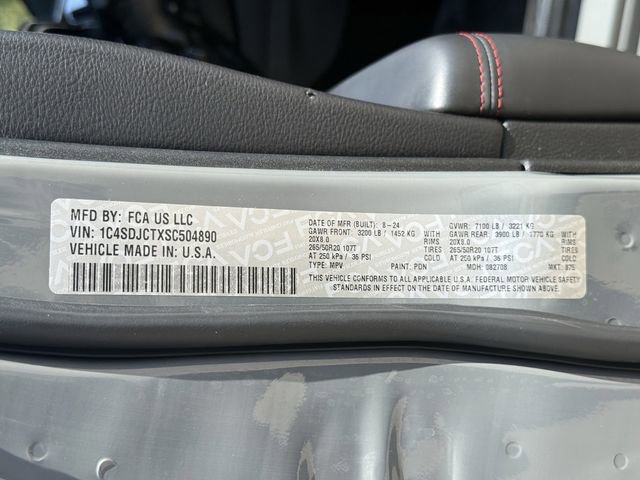 MFD BY: FCA US LLC
VIN: 1C4SDJCTXSC504890
VEHICLE MADE IN: U.S.A.
DATE OF MFR (BUILT): 8-24 GVWR: 7100 LB / 3221 KG
GAWR FRONT: 3200 LB / 1452 KG WITH GAWR REAR: 3900 LB / 1770 KG WITH
20X8.0 RIMS 20X8.0 RIMS
265/50R20 107T TIRES 265/50R20 107T TIRES
AT 250 kPa / 36 PSI COLD AT 250 kPa / 36 PSI COLD
TYPE: MPV PAINT: PDN MDH: 082708 MKT: 875
THIS VEHICLE CONFORMS TO ALL APPLICABLE U.S.A. FEDERAL MOTOR VEHICLE SAFETY
STANDARDS IN EFFECT ON THE DATE OF MANUFACTURE SHOWN ABOVE.